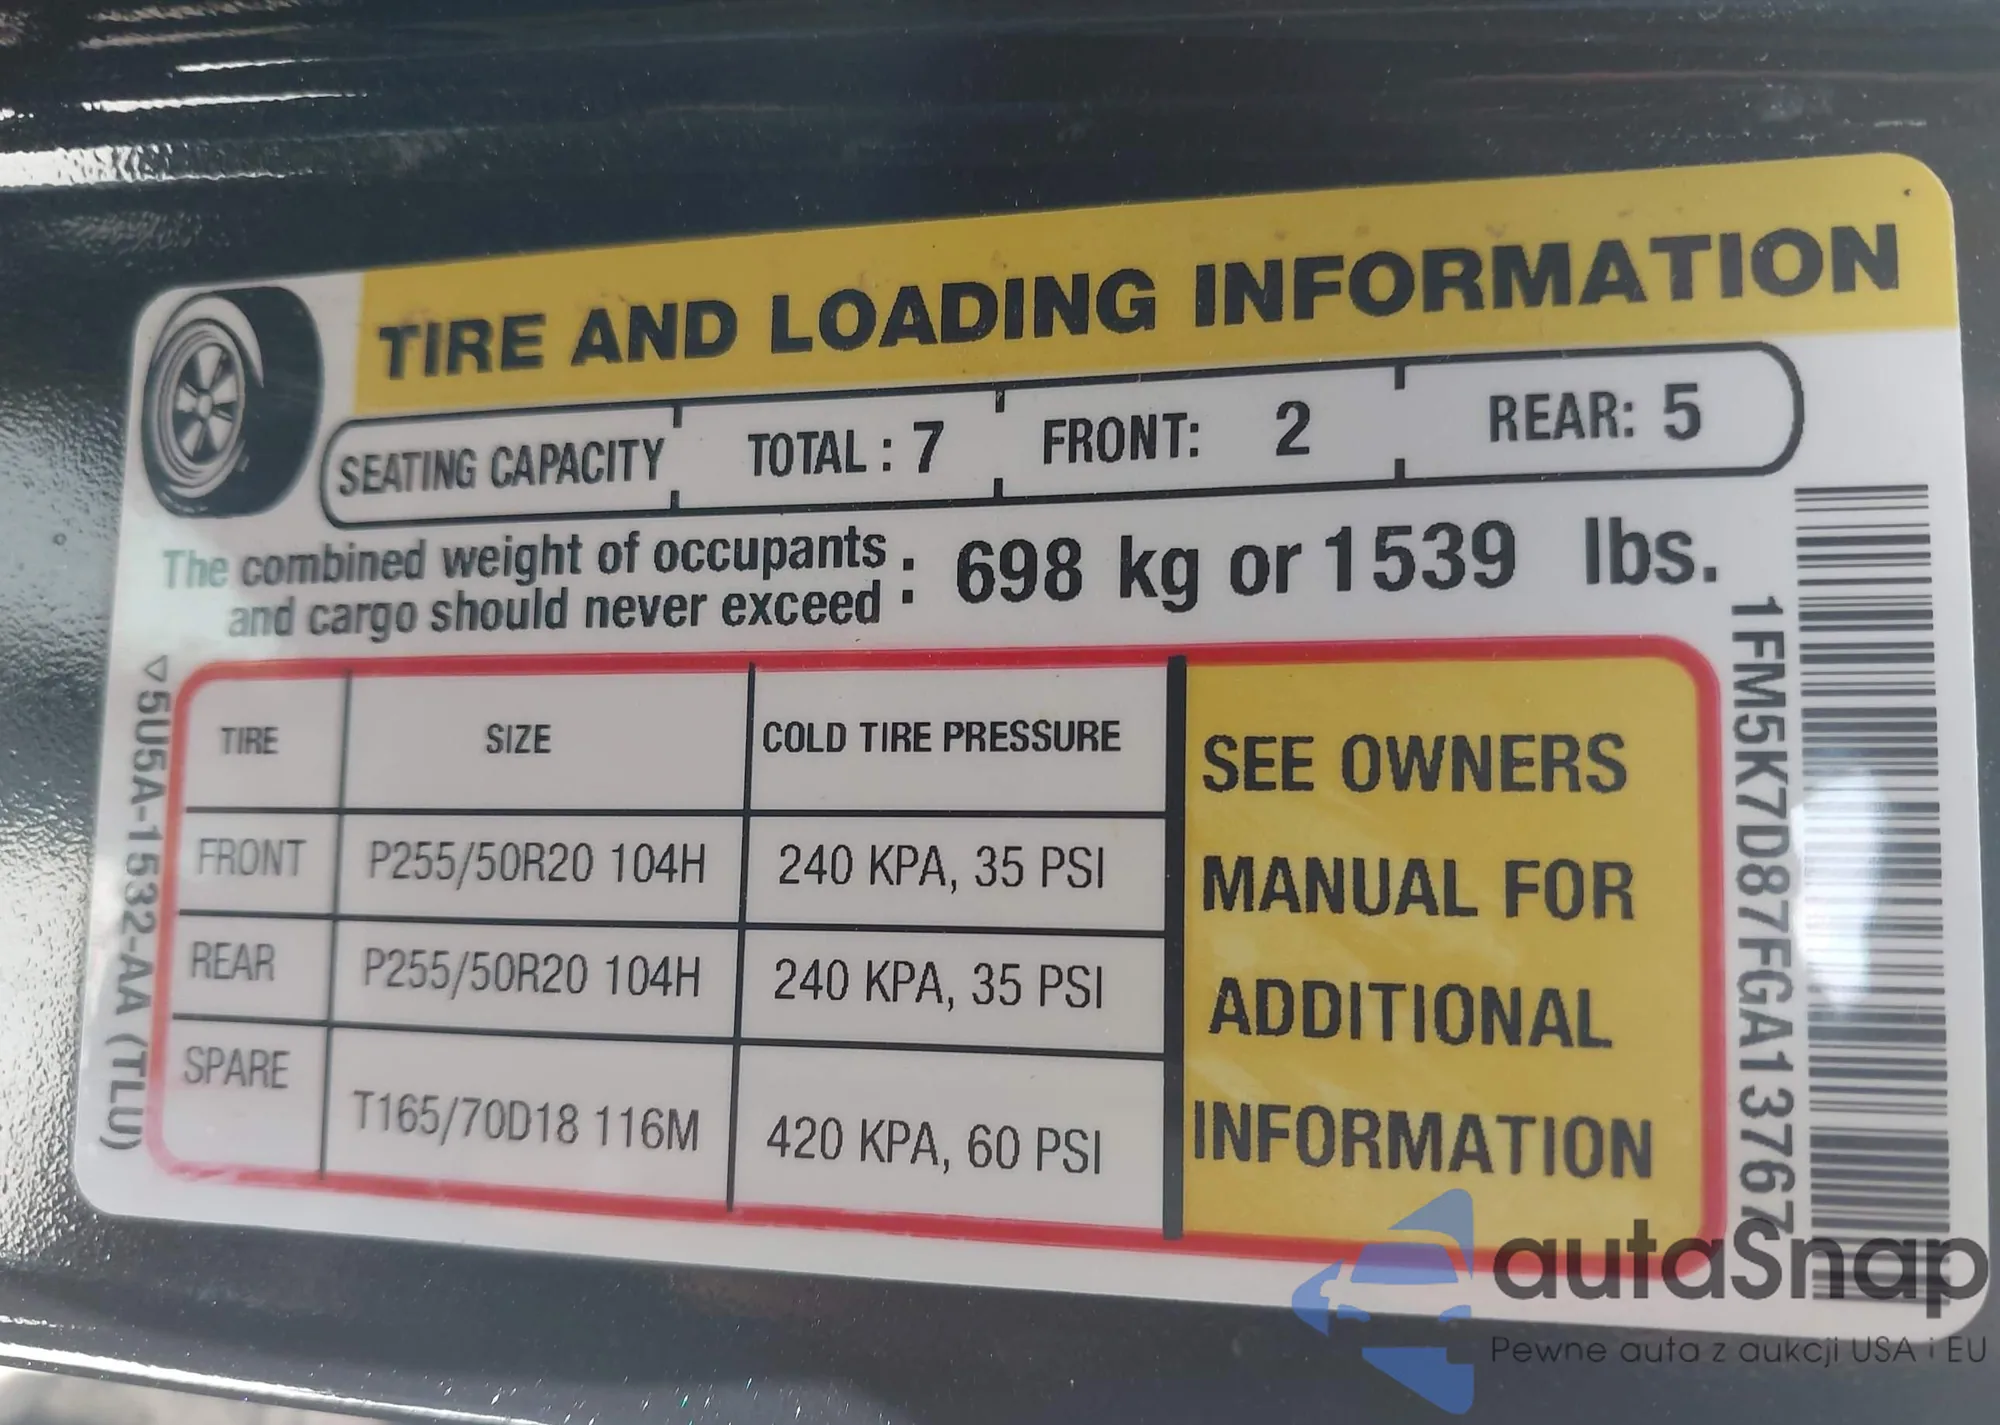 TIRE AND LOADING INFORMATION
SEATING CAPACITY TOTAL : 7 FRONT: 2 REAR: 5
The combined weight of occupants
and cargo should never exceed : 698 kg or 1539 lbs.
TIRE SIZE COLD TIRE PRESSURE
FRONT P255/50R20 104H 240 KPA, 35 PSI
REAR P255/50R20 104H 240 KPA, 35 PSI
SPARE T165/70D18 116M 420 KPA, 60 PSI
SEE OWNERS
MANUAL FOR
ADDITIONAL
INFORMATION
5U5A-1532-AA (TLU)
1FM5K7D87FGA13767
autaSnap
Pewne auta z aukcji USA i EU